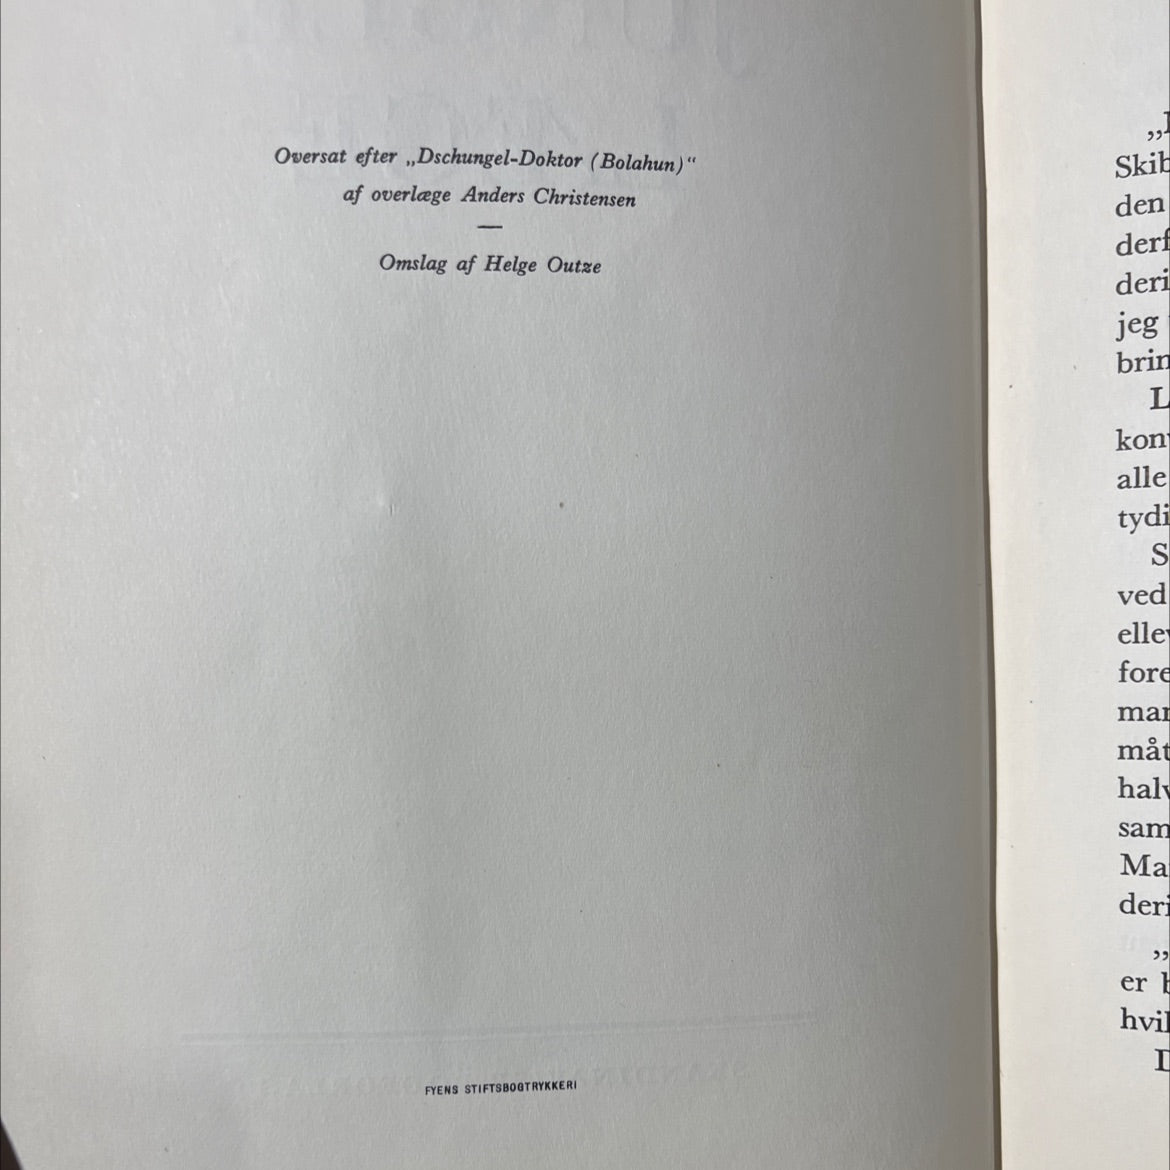 Oversat efter „Dschungel-Doktor (Bolahun)“
af overlæge Anders Christensen
Omslag af Helge Outze
FYENS STIFTSBOGTRYKKERI
Skib
den
derf
deri
jeg
brin
L
kon
alle
tydi
S
ved
elle
fore
mar
måt
halv
sam
Ma
deri
„
er
hvil
D